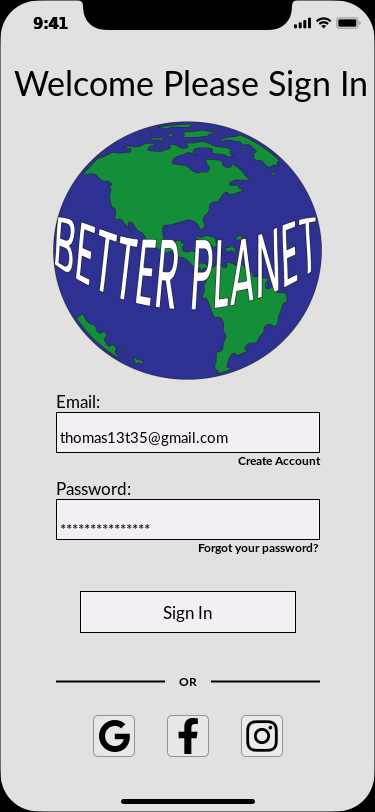 9:41
Welcome Please Sign In
BETTER PLANET
Email:
thomas13t35@gmail.com
Create Account
Password:
***************
Forgot your password?
Sign In
OR